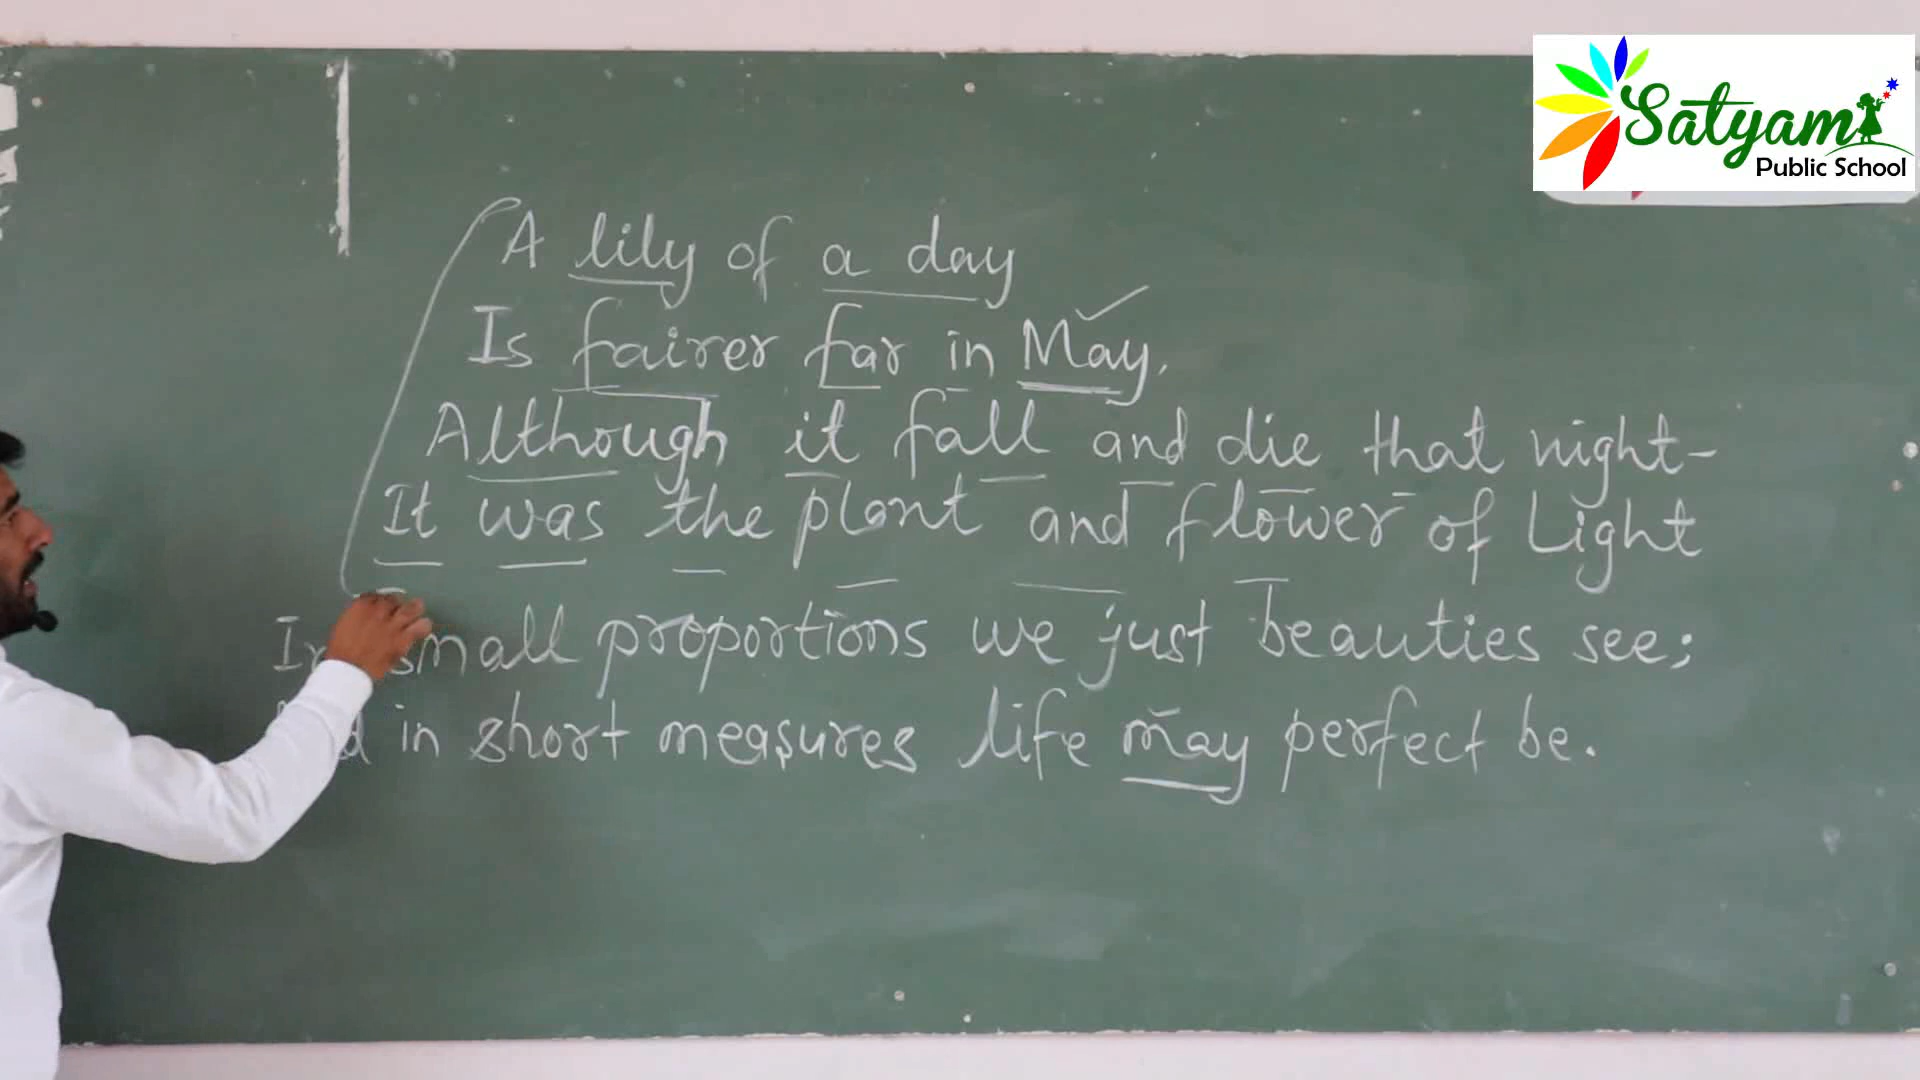 Satyam
Public School
A lily of a day
Is fairer far in May,
Although it fall and die that night-
It was the plant and flower of Light
In small proportions we just beauties see;
in short measures life may perfect be.